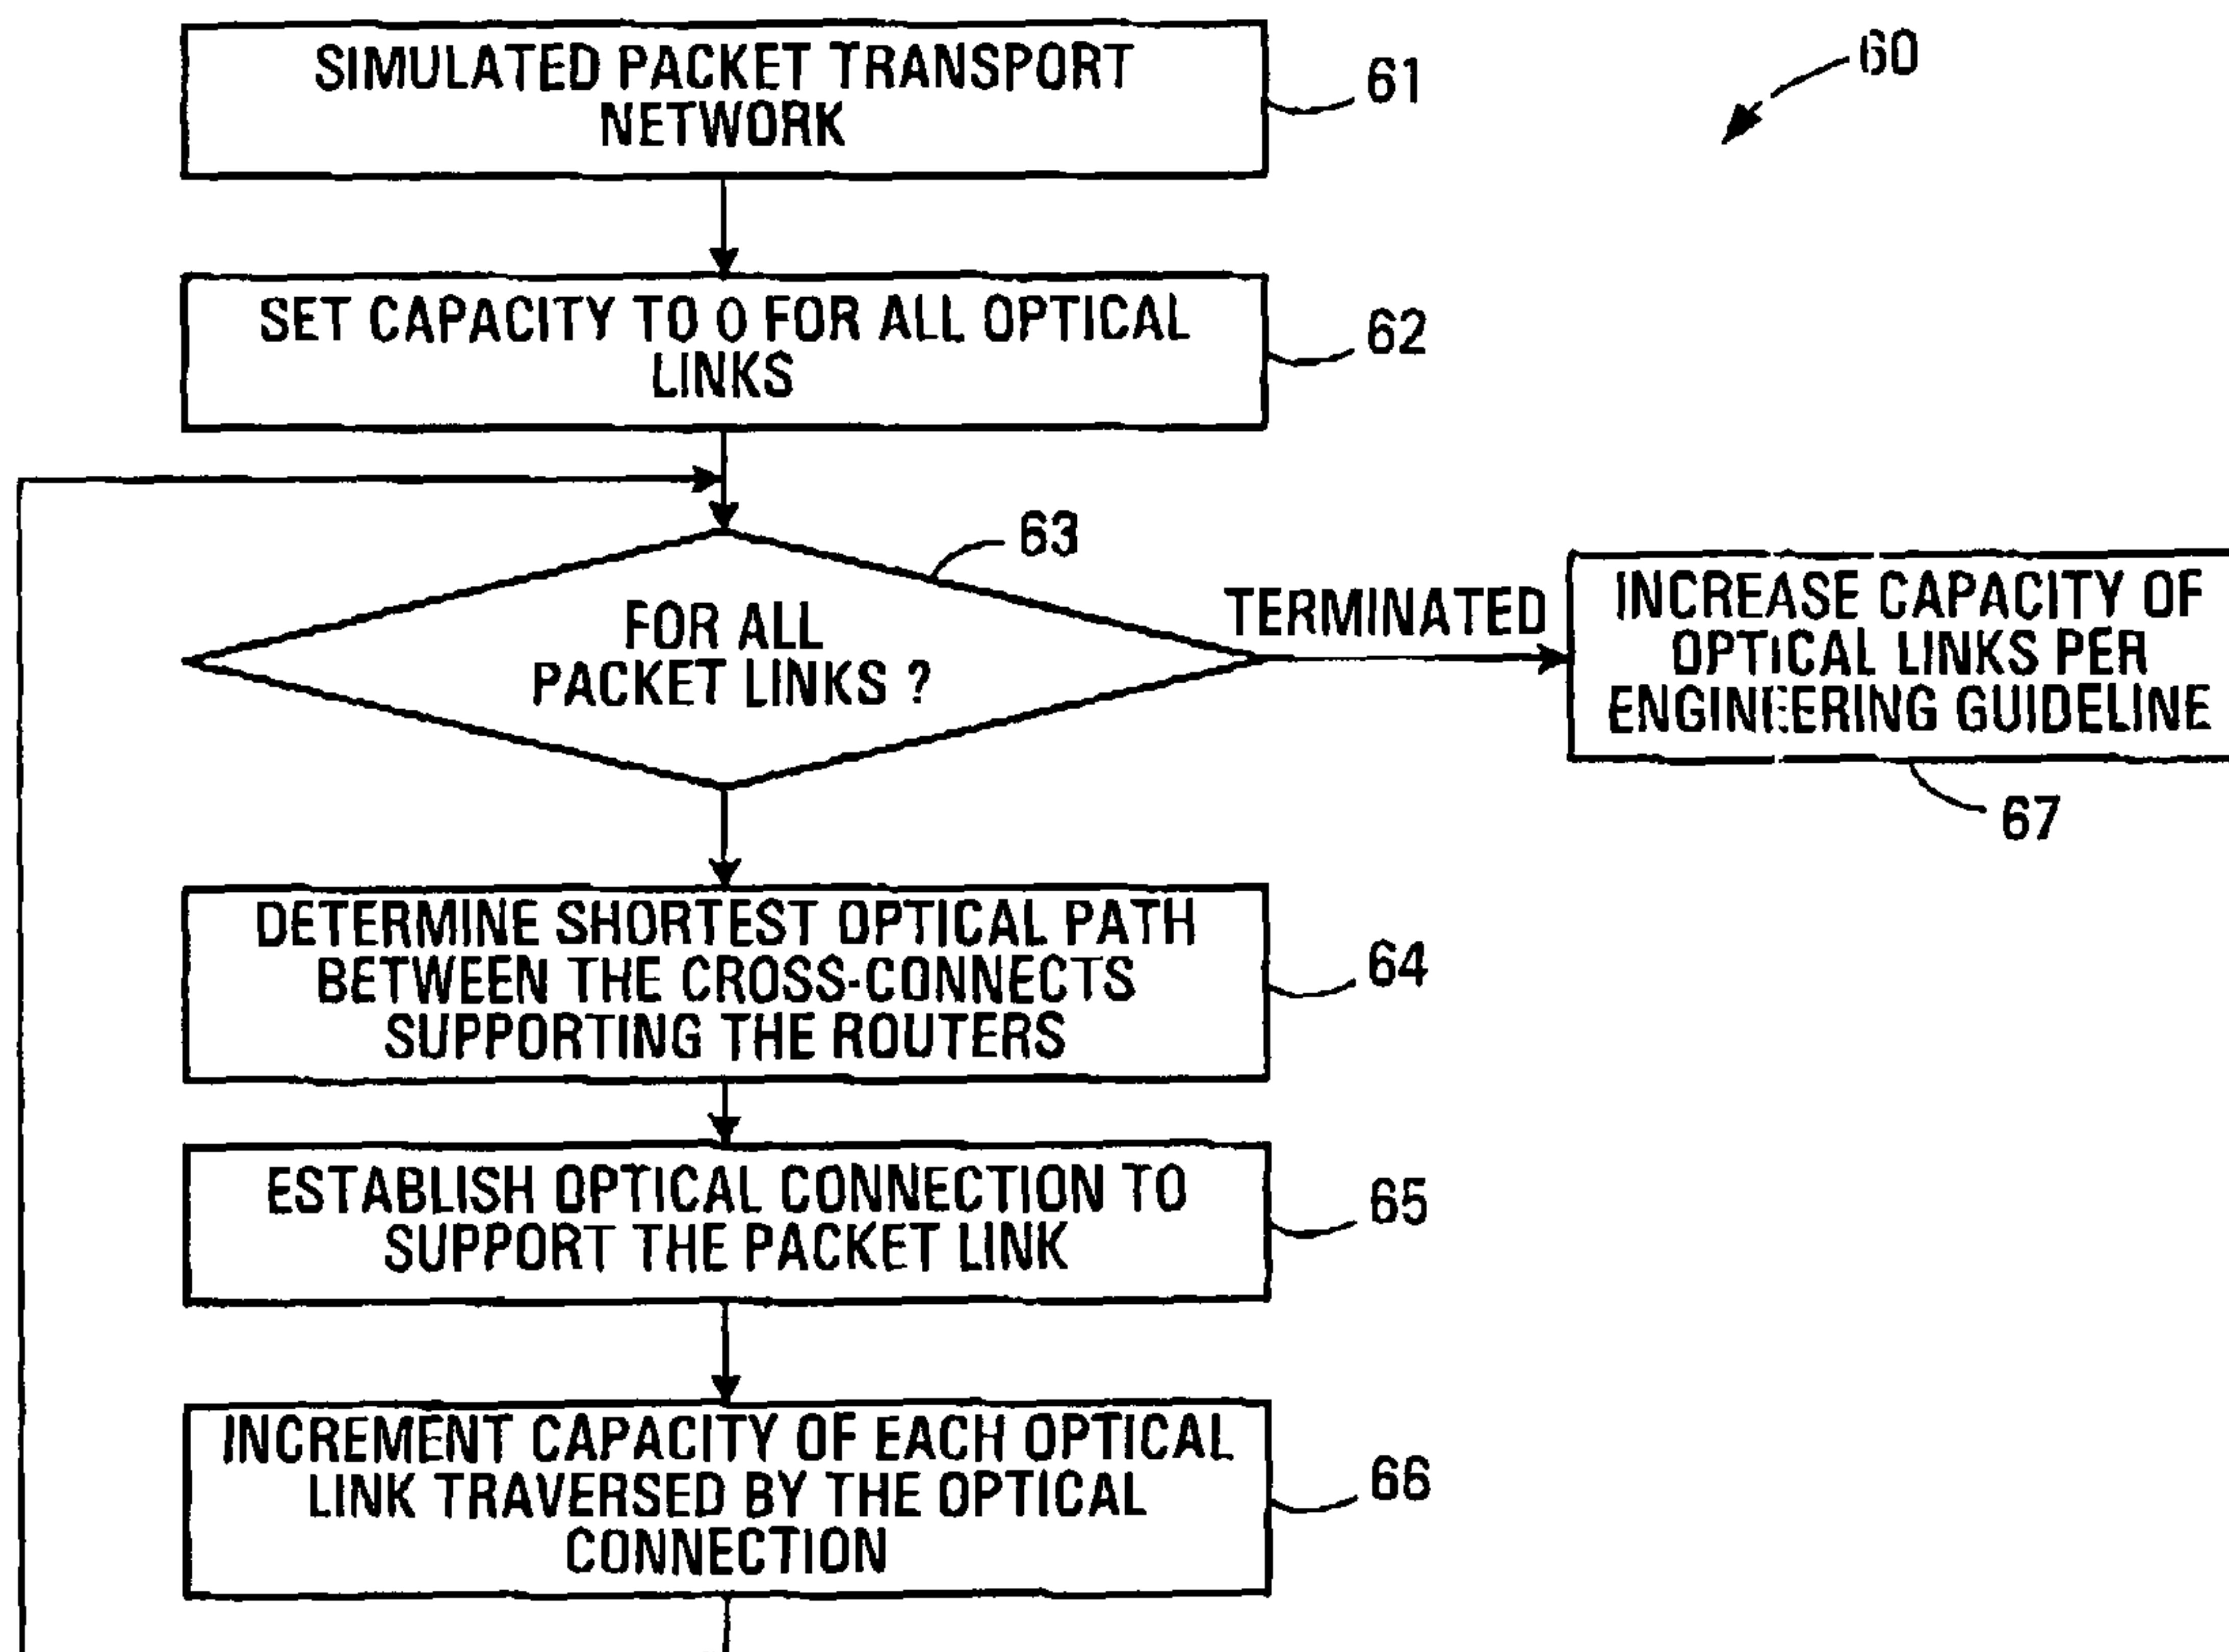 SIMULATED PACKET TRANSPORT
NETWORK
61
60
SET CAPACITY TO 0 FOR ALL OPTICAL
LINKS
62
63
FOR ALL
PACKET LINKS ?
TERMINATED
INCREASE CAPACITY OF
OPTICAL LINKS PER
ENGINEERING GUIDELINE
67
DETERMINE SHORTEST OPTICAL PATH
BETWEEN THE CROSS-CONNECTS
SUPPORTING THE ROUTERS
64
ESTABLISH OPTICAL CONNECTION TO
SUPPORT THE PACKET LINK
65
INCREMENT CAPACITY OF EACH OPTICAL
LINK TRAVERSED BY THE OPTICAL
CONNECTION
66